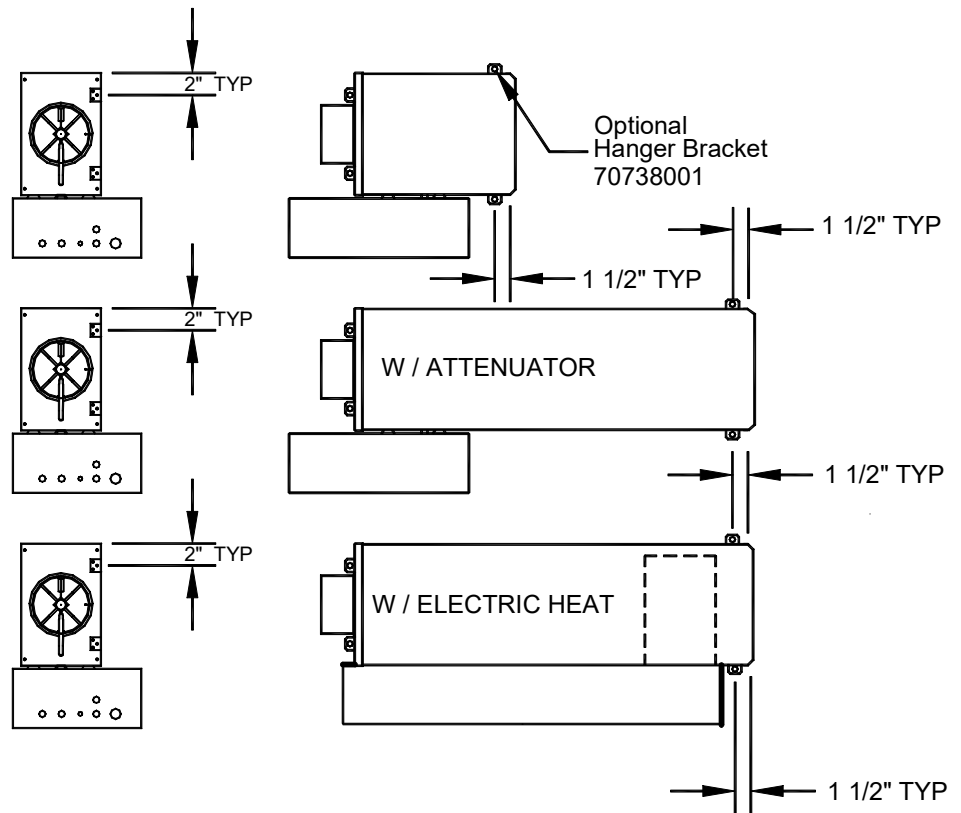 2" TYP
Optional
Hanger Bracket
70738001
1 1/2" TYP
1 1/2" TYP
2" TYP
W / ATTENUATOR
1 1/2" TYP
2" TYP
W / ELECTRIC HEAT
1 1/2" TYP